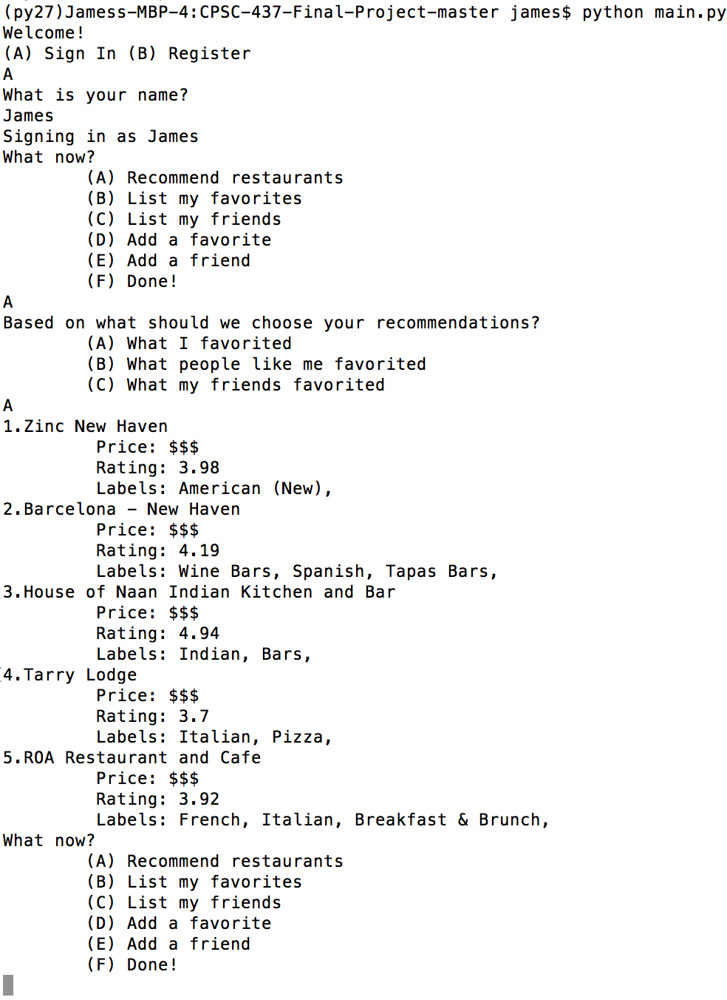 (py27)Jamess-MBP-4:CPSC-437-Final-Project-master james$ python main.py
Welcome!
(A) Sign In (B) Register
A
What is your name?
James
Signing in as James
What now?
(A) Recommend restaurants
(B) List my favorites
(C) List my friends
(D) Add a favorite
(E) Add a friend
(F) Done!
A
Based on what should we choose your recommendations?
(A) What I favorited
(B) What people like me favorited
(C) What my friends favorited
A
1.Zinc New Haven
Price: $$$
Rating: 3.98
Labels: American (New),
2.Barcelona - New Haven
Price: $$$
Rating: 4.19
Labels: Wine Bars, Spanish, Tapas Bars,
3.House of Naan Indian Kitchen and Bar
Price: $$$
Rating: 4.94
Labels: Indian, Bars,
4.Tarry Lodge
Price: $$$
Rating: 3.7
Labels: Italian, Pizza,
5.ROA Restaurant and Cafe
Price: $$$
Rating: 3.92
Labels: French, Italian, Breakfast & Brunch,
What now?
(A) Recommend restaurants
(B) List my favorites
(C) List my friends
(D) Add a favorite
(E) Add a friend
(F) Done!